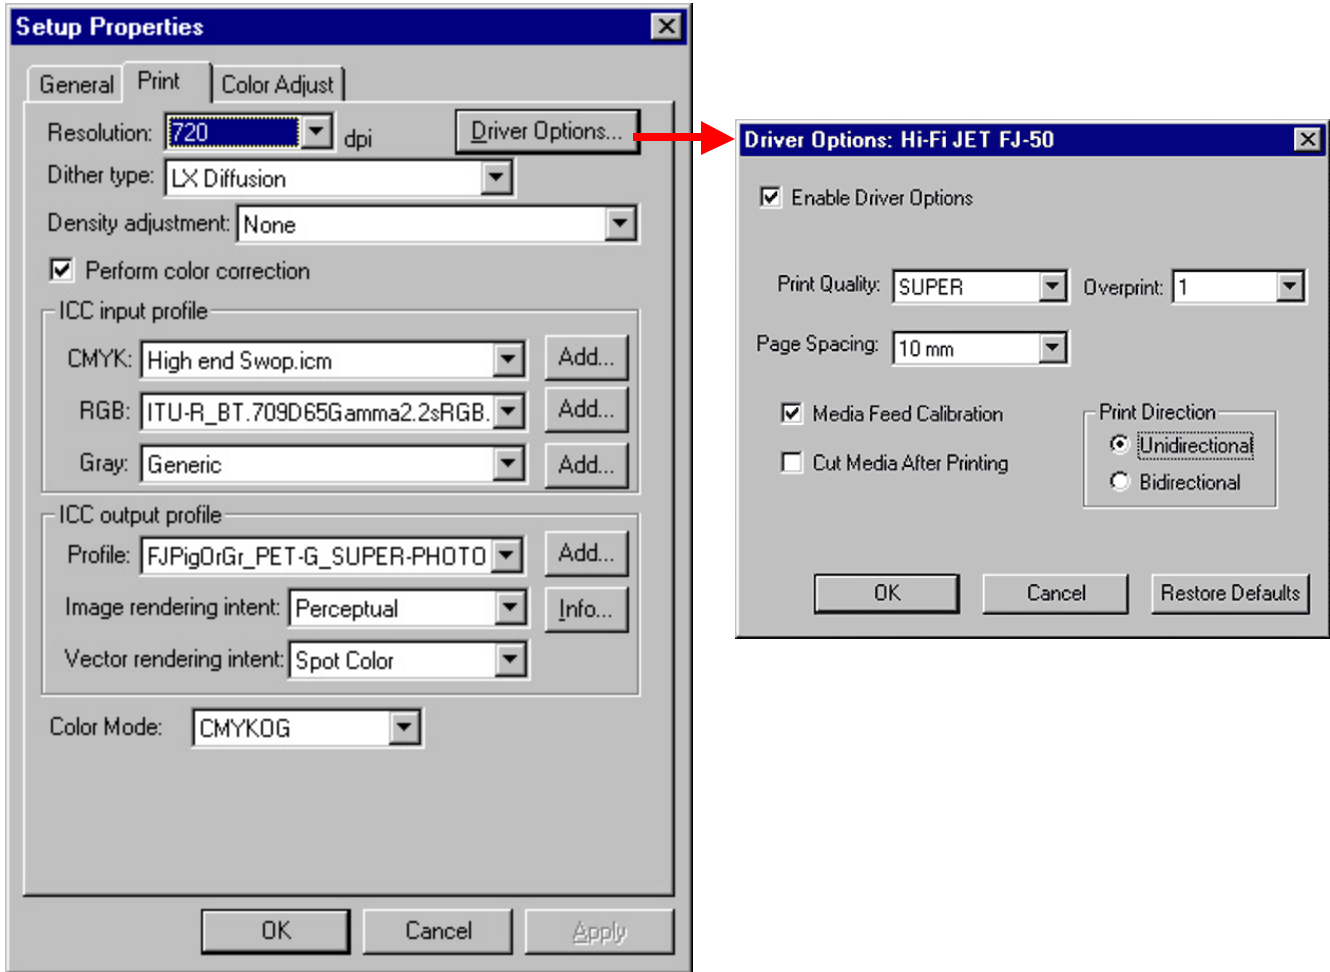 Setup Properties
General Print Color Adjust
Resolution: 720 dpi Driver Options...
Dither type: LX Diffusion
Density adjustment: None
Perform color correction
ICC input profile
CMYK: High end Swop.icm Add...
RGB: ITU-R_BT.709D65Gamma2.2sRGB. Add...
Gray: Generic Add...
ICC output profile
Profile: FJPigOrGr_PET-G_SUPER-PHOTO Add...
Image rendering intent: Perceptual Info...
Vector rendering intent: Spot Color
Color Mode: CMYKOG
OK Cancel Apply
Driver Options: Hi-Fi JET FJ-50
Enable Driver Options
Print Quality: SUPER Overprint: 1
Page Spacing: 10 mm
Media Feed Calibration
Cut Media After Printing
Print Direction
Unidirectional
Bidirectional
OK Cancel Restore Defaults